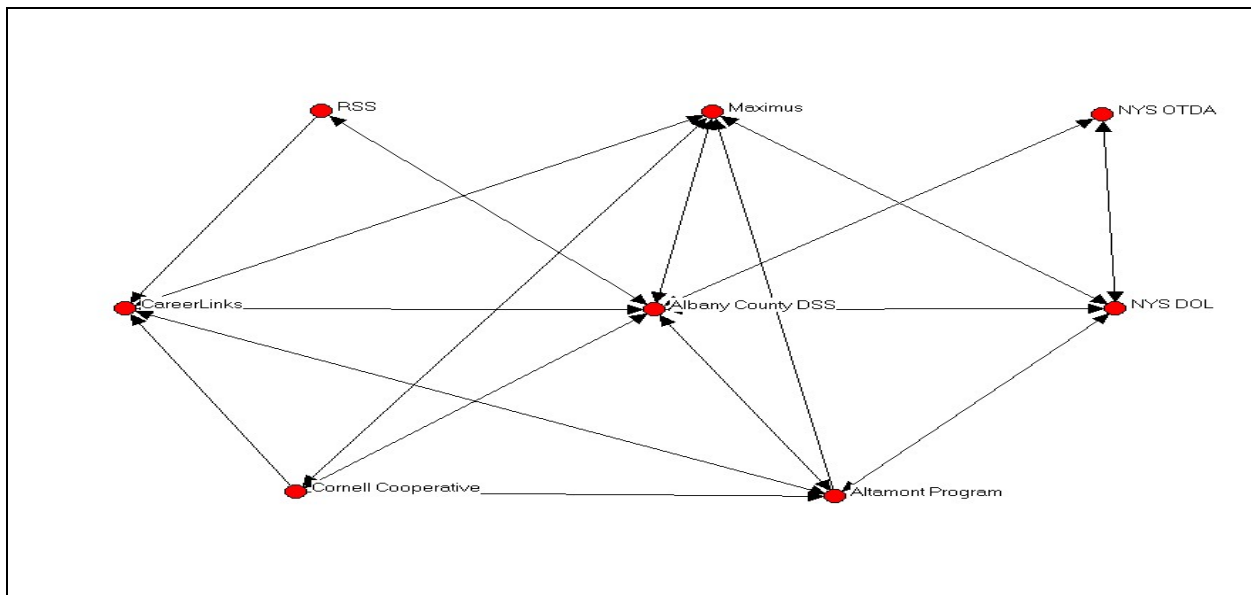 RSS
Maximus
NYS OTDA
CareerLinks
Albany County DSS
NYS DOL
Cornell Cooperative
Altamont Program